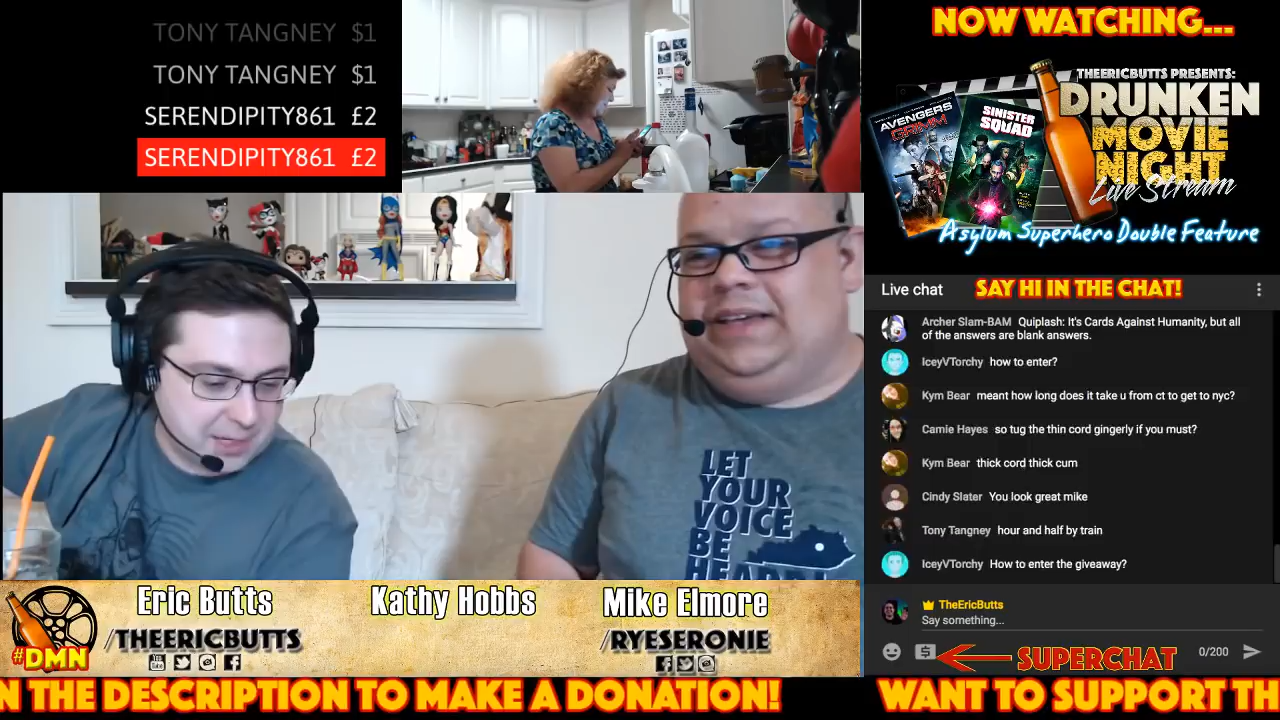 TONY TANGNEY $1
TONY TANGNEY $1
SERENDIPITY861 £2
SERENDIPITY861 £2
NOW WATCHING...
THEERICBUTTS PRESENTS:
DRUNKEN
MOVIE
NIGHT
Live Stream
AVENGERS
GRIMM
SINISTER
SQUAD
Asylum Superhero Double Feature
Live chat
SAY HI IN THE CHAT!
Archer Slam-BAM Quiplash: It's Cards Against Humanity, but all
of the answers are blank answers.
IceyVTorchy how to enter?
Kym Bear meant how long does it take u from ct to get to nyc?
Camie Hayes so tug the thin cord gingerly if you must?
Kym Bear thick cord thick cum
Cindy Slater You look great mike
Tony Tangney hour and half by train
IceyVTorchy How to enter the giveaway?
TheEricButts
Say something...
SUPERCHAT
0/200
LET
YOUR
VOICE
BE
HEARD
#DMN
Eric Butts
/THEERICBUTTS
Kathy Hobbs
Mike Elmore
/RYESERONIE
N THE DESCRIPTION TO MAKE A DONATION!
WANT TO SUPPORT TH